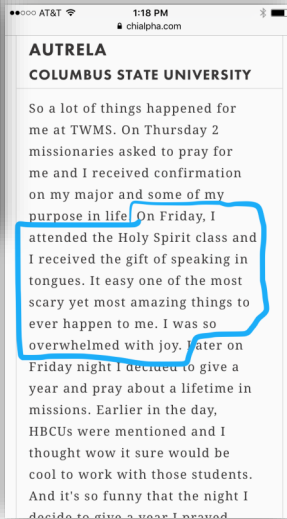 AT&T 1:18 PM
chialpha.com
AUTRELA
COLUMBUS STATE UNIVERSITY
So a lot of things happened for
me at TWMS. On Thursday 2
missionaries asked to pray for
me and I received confirmation
on my major and some of my
purpose in life. On Friday, I
attended the Holy Spirit class and
I received the gift of speaking in
tongues. It easy one of the most
scary yet most amazing things to
ever happen to me. I was so
overwhelmed with joy. Later on
Friday night I decided to give a
year and pray about a lifetime in
missions. Earlier in the day,
HBCUs were mentioned and I
thought wow it sure would be
cool to work with those students.
And it's so funny that the night I
decide to give a year I prayed